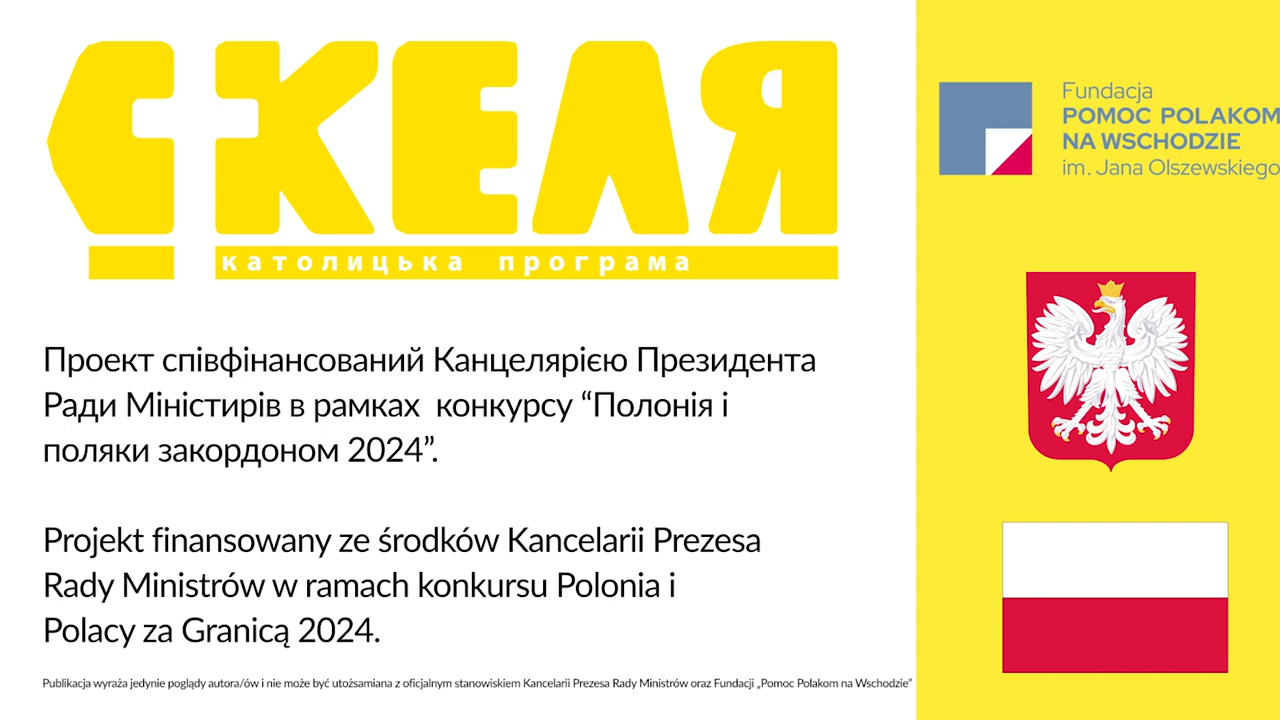 СКЕЛЯ
католицька програма
Проект співфінансований Канцелярією Президента
Ради Міністирів в рамках конкурсу “Полонія і
поляки закордоном 2024”.
Projekt finansowany ze środków Kancelarii Prezesa
Rady Ministrów w ramach konkursu Polonia i
Polacy za Granicą 2024.
Publikacja wyraża jedynie poglądy autora/ów i nie może być utożsamiana z oficjalnym stanowiskiem Kancelarii Prezesa Rady Ministrów oraz Fundacji „Pomoc Polakom na Wschodzie”
Fundacja
POMOC POLAKOM
NA WSCHODZIE
im. Jana Olszewskiego